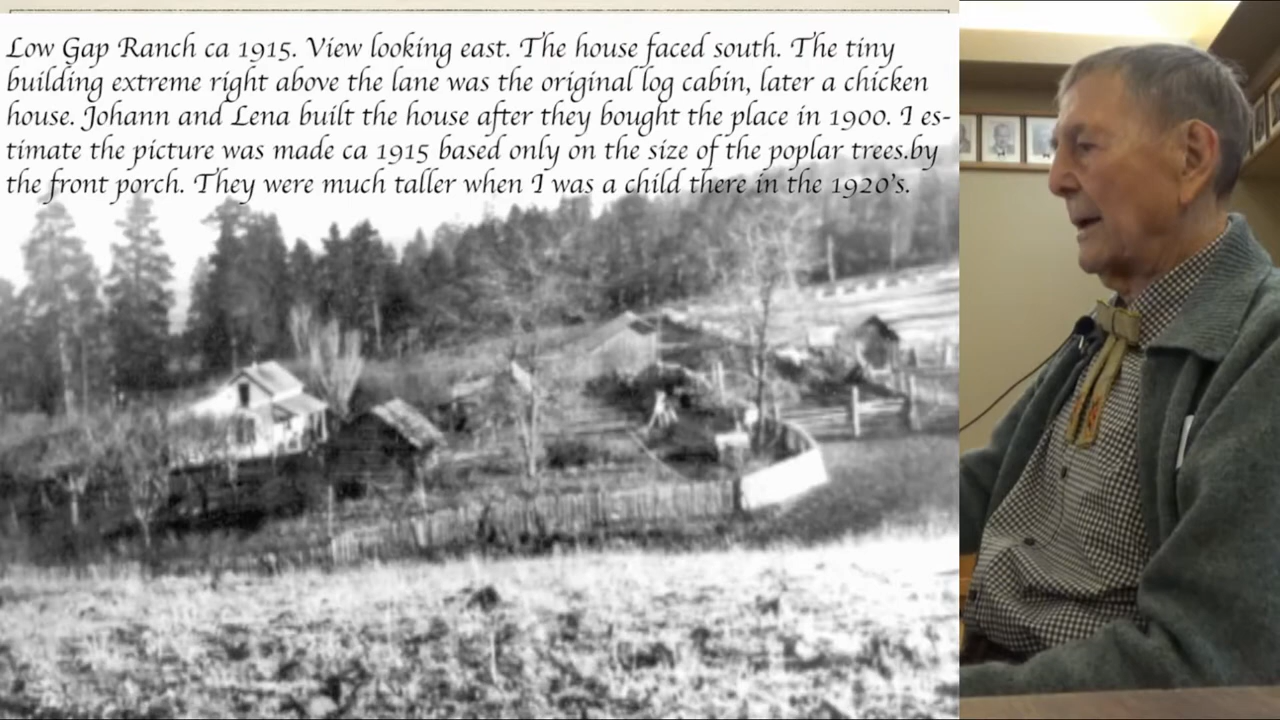 Low Gap Ranch ca 1915. View looking east. The house faced south. The tiny
building extreme right above the lane was the original log cabin, later a chicken
house. Johann and Lena built the house after they bought the place in 1900. I es-
timate the picture was made ca 1915 based only on the size of the poplar trees.by
the front porch. They were much taller when I was a child there in the 1920's.